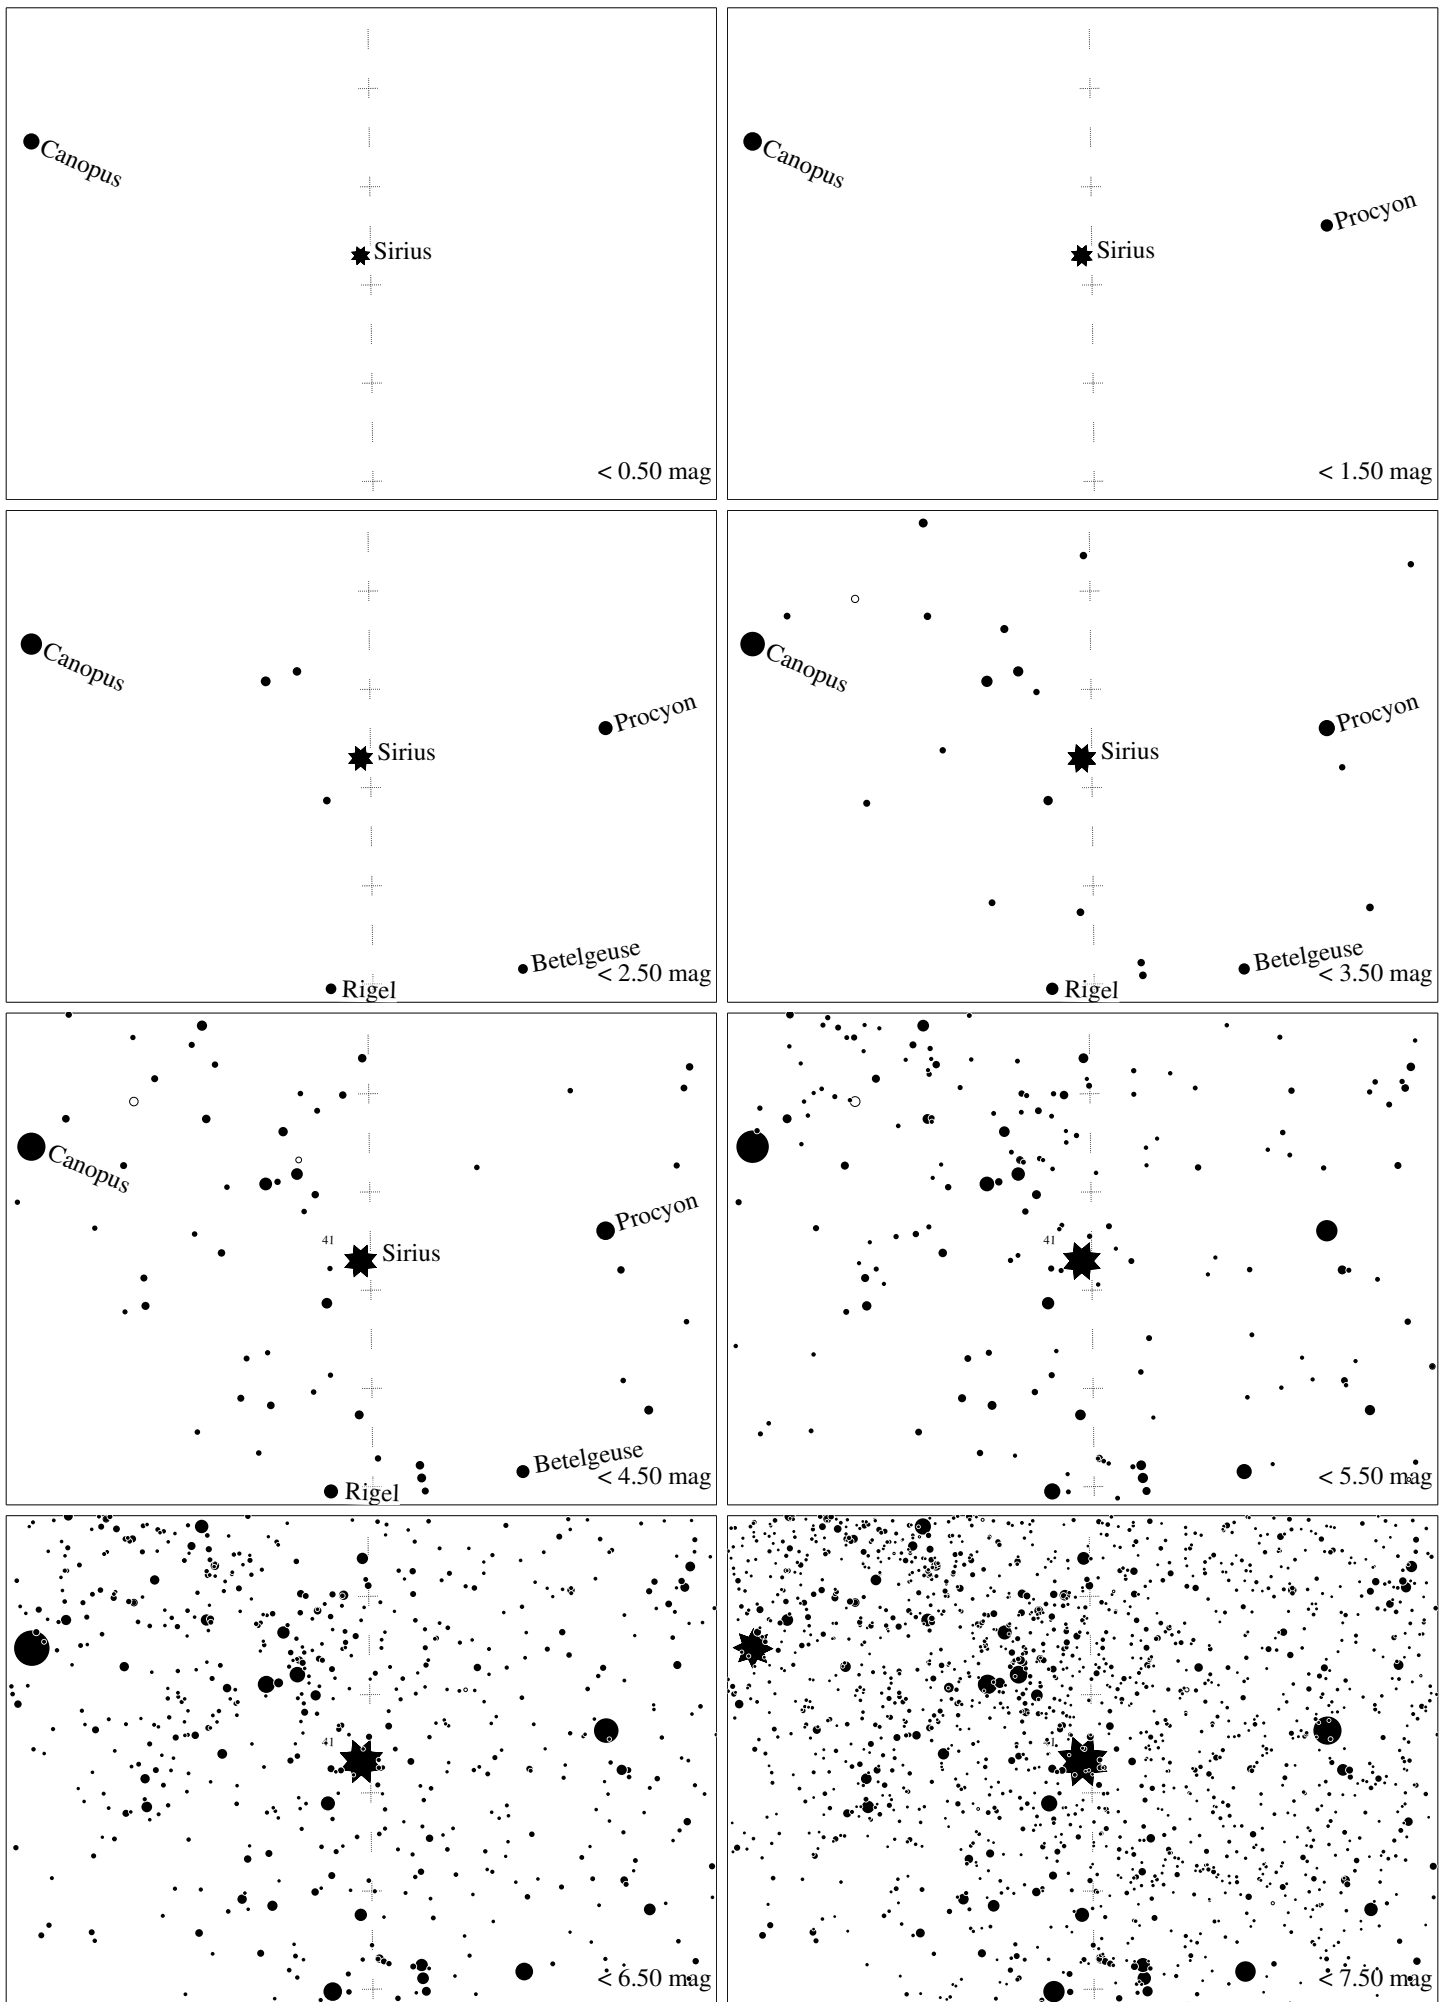 Canopus
Sirius
< 0.50 mag
Canopus
Procyon
Sirius
< 1.50 mag
Canopus
Procyon
Sirius
Betelgeuse
< 2.50 mag
Rigel
Canopus
Procyon
Sirius
Betelgeuse
< 3.50 mag
Rigel
Canopus
Procyon
41
Sirius
Betelgeuse
< 4.50 mag
Rigel
41
< 5.50 mag
41
< 6.50 mag
41
< 7.50 mag